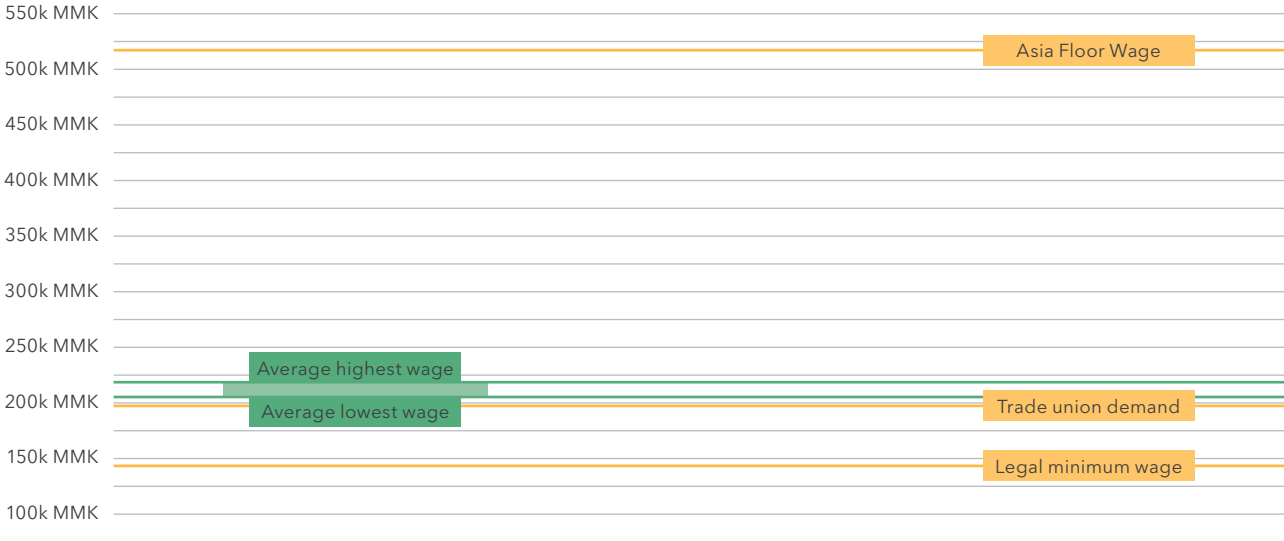 550k MMK
Asia Floor Wage
500k MMK
450k MMK
400k MMK
350k MMK
300k MMK
250k MMK
Average highest wage
200k MMK
Trade union demand
Average lowest wage
150k MMK
Legal minimum wage
100k MMK